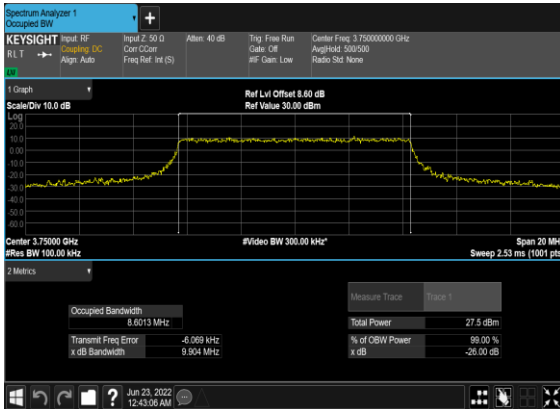 Spectrum Analyzer 1
Occupied BW
+
KEYSIGHT Input: RF Input Z: 50 Ω Atten: 40 dB Trig: Free Run Center Freq: 3.750000000 GHz
RLT Coupling: DC Corr CCorr Gate: Off Avg|Hold: 500/500
Align: Auto Freq Ref: Int (S) #IF Gain: Low Radio Std: None
1 Graph
Ref Lvl Offset 8.60 dB
Scale/Div 10.0 dB Ref Value 30.00 dBm
Log
20.0
10.0
0.00
-10.0
-20.0
-30.0
-40.0
-50.0
-60.0
Center 3.75000 GHz #Video BW 300.00 kHz* Span 20 MH
#Res BW 100.00 kHz Sweep 2.53 ms (1001 pts
2 Metrics
Measure Trace Trace 1
Occupied Bandwidth
8.6013 MHz Total Power 27.5 dBm
Transmit Freq Error -6.069 kHz % of OBW Power 99.00 %
x dB Bandwidth 9.904 MHz x dB -26.00 dB
? Jun 23, 2022
12:43:06 AM